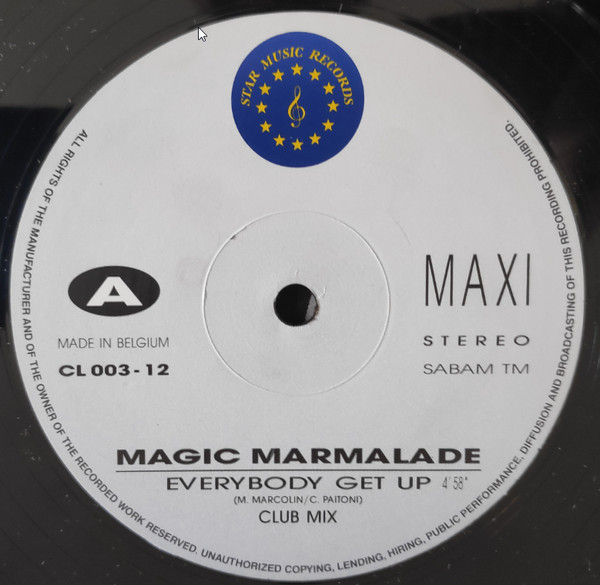 STAR MUSIC RECORDS
ALL RIGHTS OF THE MANUFACTURER AND OF THE OWNER OF THE RECORDED WORK RESERVED. UNAUTHORIZED COPYING, LENDING, HIRING, PUBLIC PERFORMANCE, DIFFUSION AND BROADCASTING OF THIS RECORDING PROHIBITED.
A
MADE IN BELGIUM
CL 003-12
MAXI
STEREO
SABAM TM
MAGIC MARMALADE
EVERYBODY GET UP 4'58"
(M. MARCOLIN/C. PAITONI)
CLUB MIX